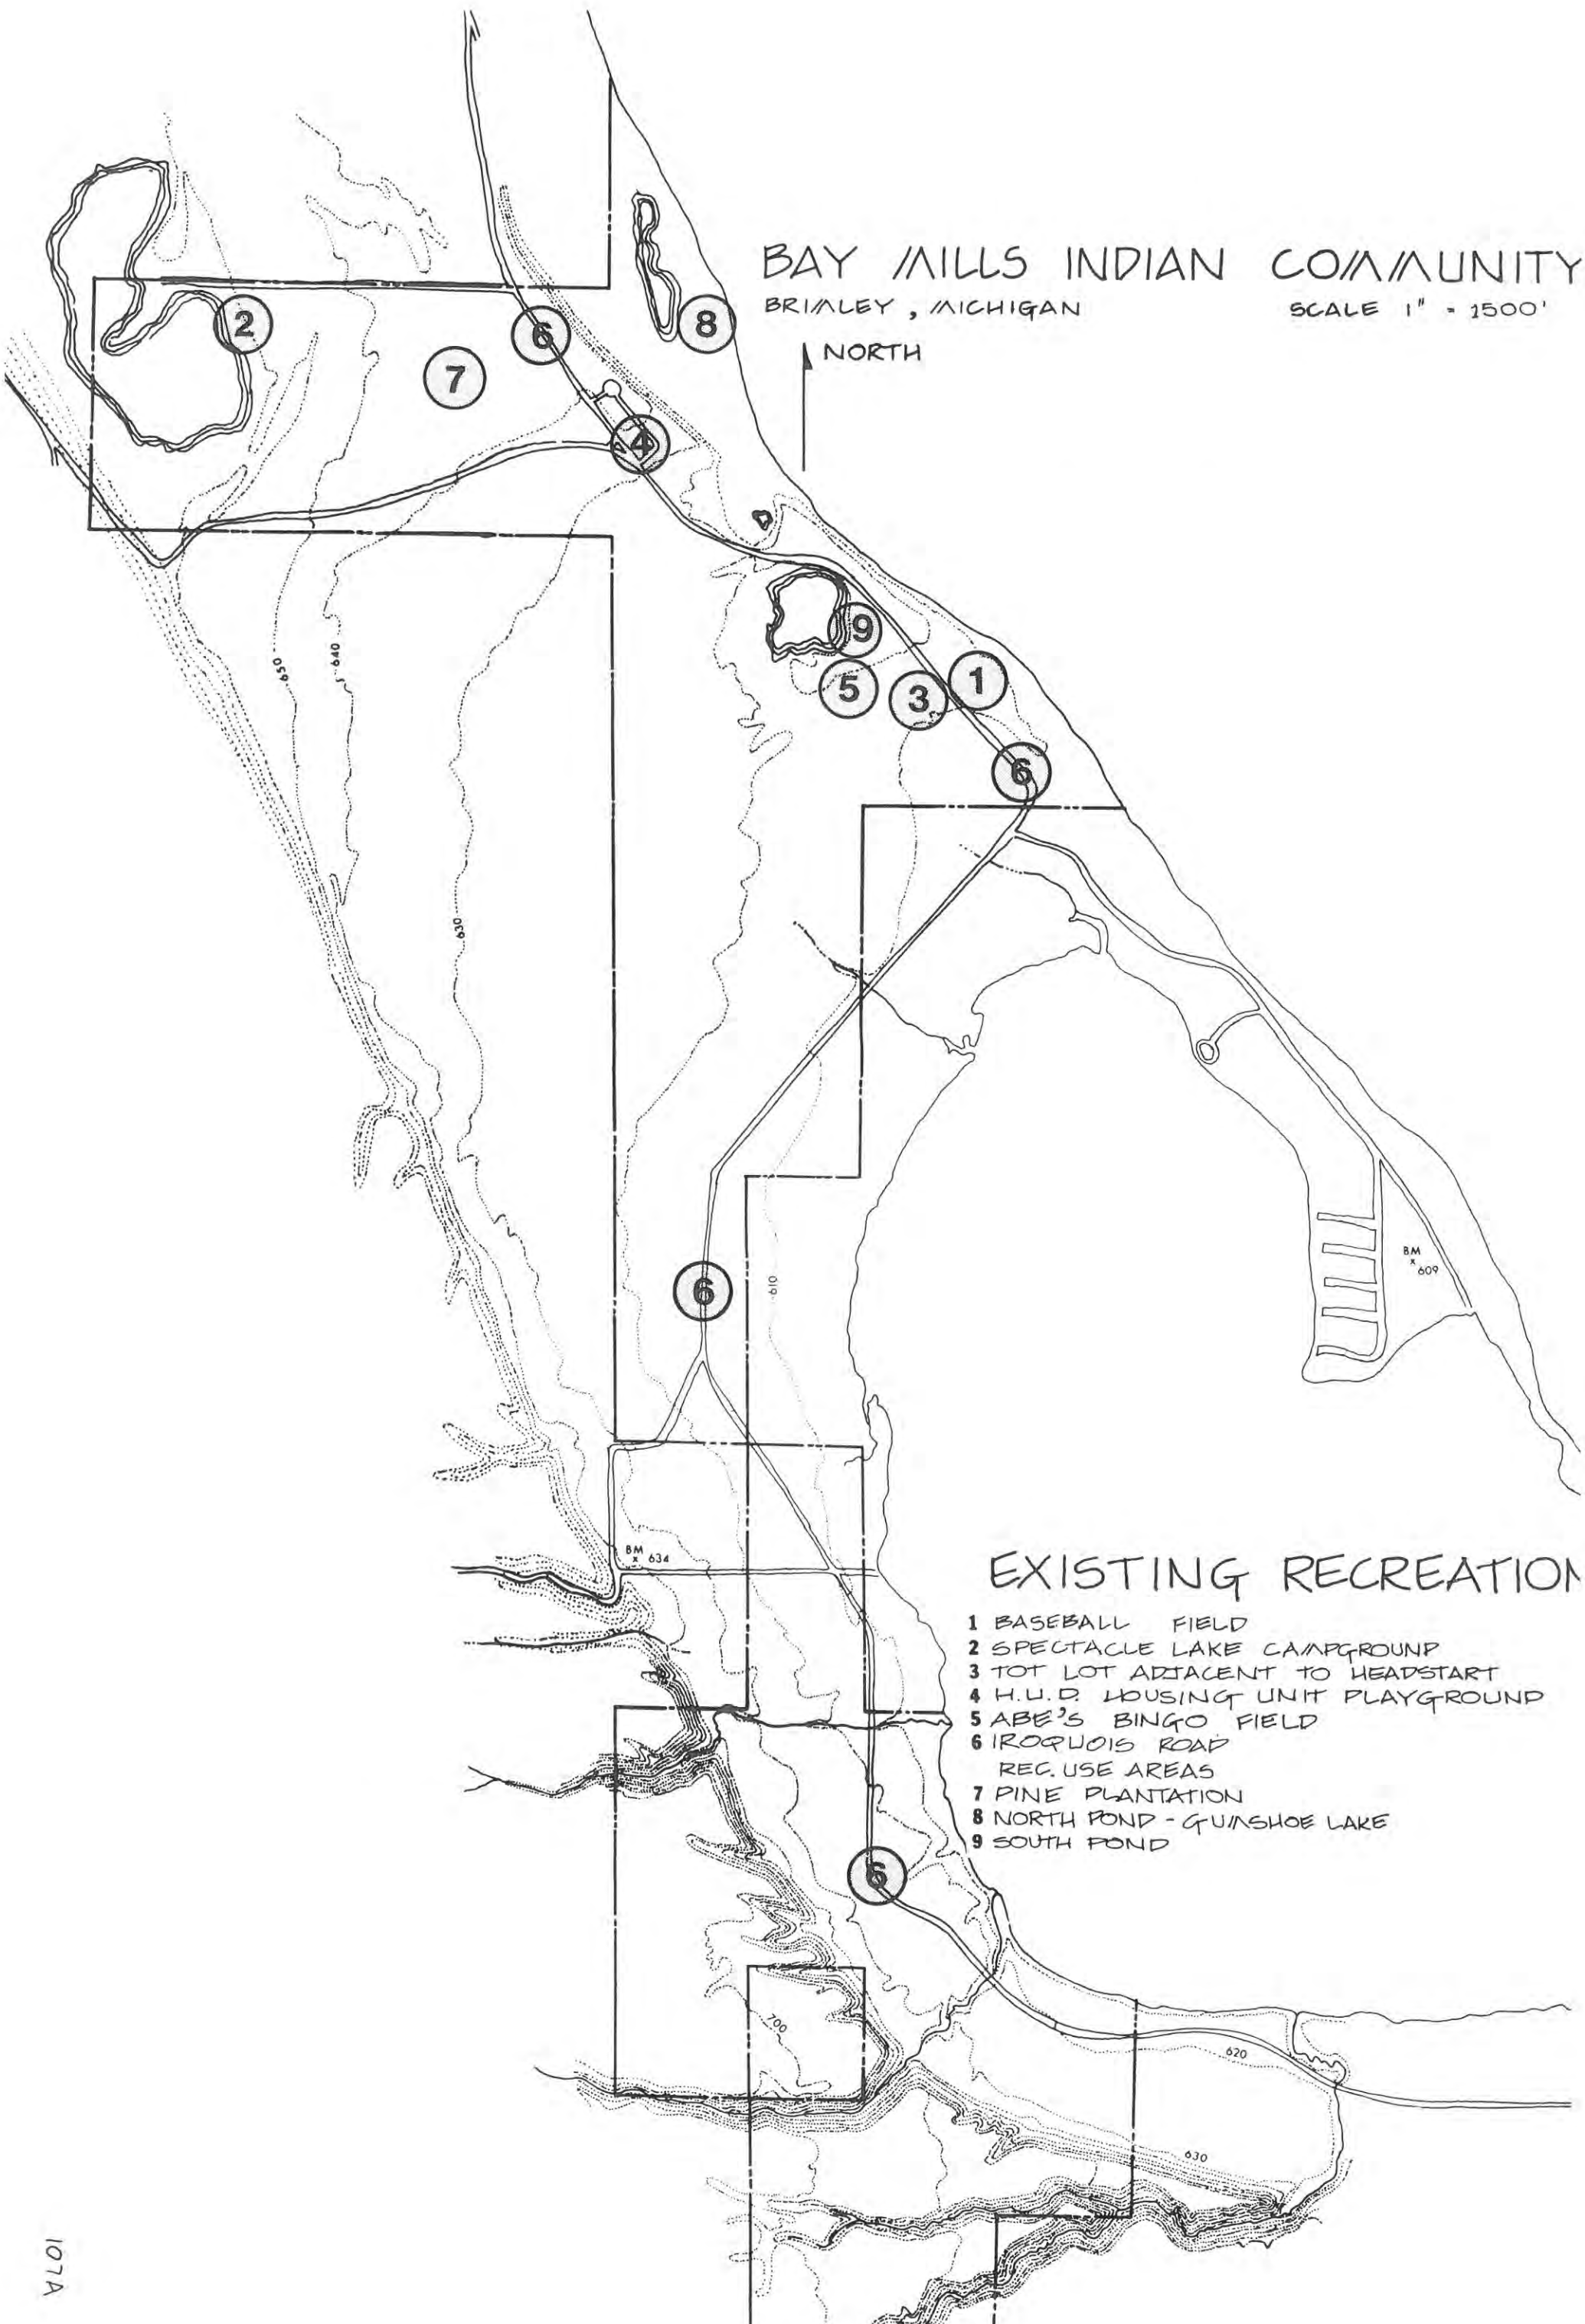 BAY MILLS INDIAN COMMUNITY
BRIMLEY, MICHIGAN
SCALE 1" = 1500'
NORTH
2
6
8
7
4
9
5
3
1
6
650
640
630
6
610
BM
x 609
BM
x 634
EXISTING RECREATION
1 BASEBALL FIELD
2 SPECTACLE LAKE CAMPGROUND
3 TOT LOT ADJACENT TO HEADSTART
4 H.U.D. HOUSING UNIT PLAYGROUND
5 ABE'S BINGO FIELD
6 IROQUOIS ROAD
REC. USE AREAS
7 PINE PLANTATION
8 NORTH POND - GUMSHOE LAKE
9 SOUTH POND
6
700
620
630
107A